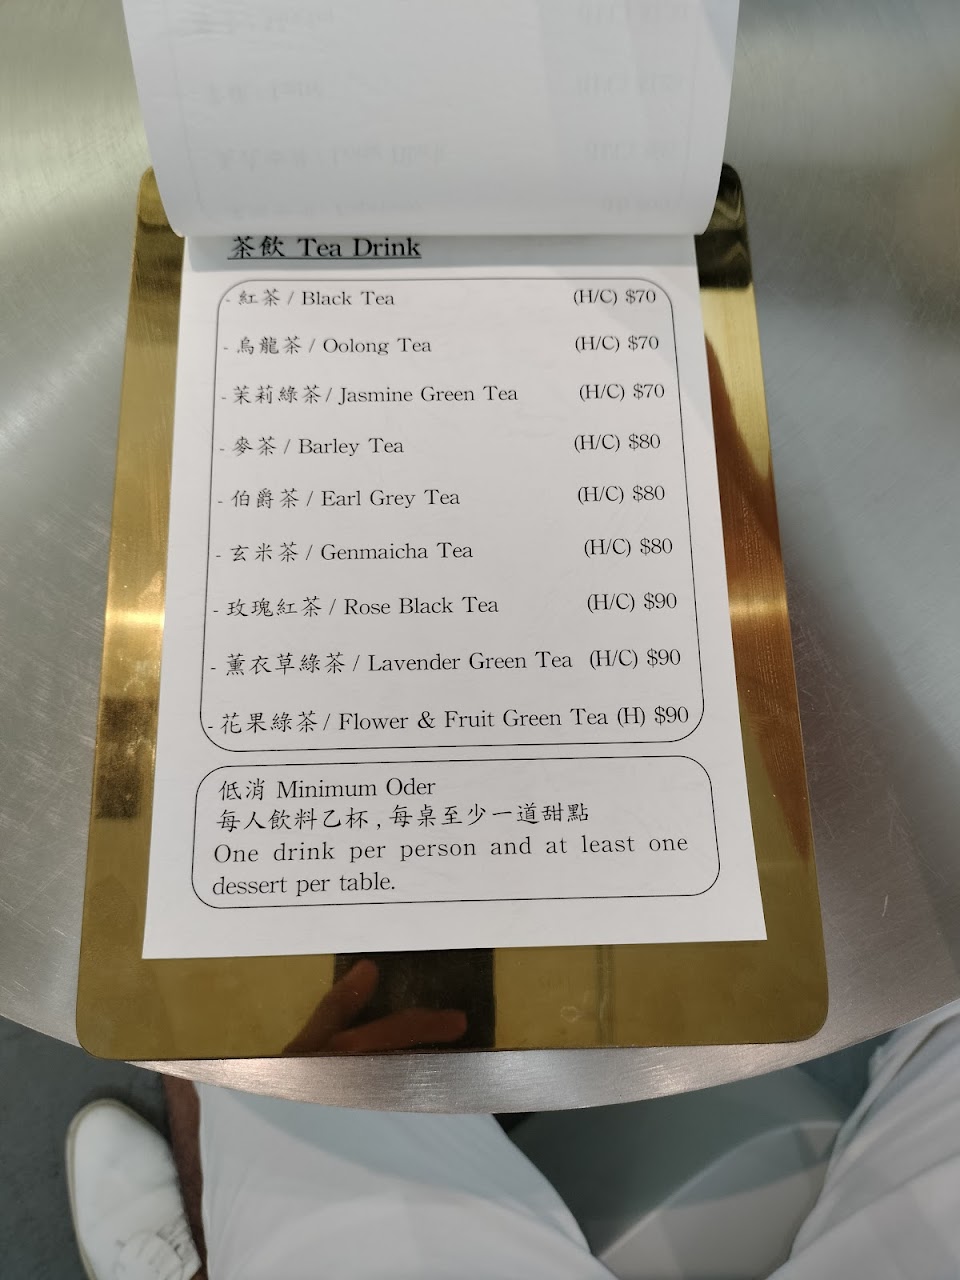 茶飲 Tea Drink
- 紅茶 / Black Tea (H/C) $70
- 烏龍茶 / Oolong Tea (H/C) $70
- 茉莉綠茶 / Jasmine Green Tea (H/C) $70
- 麥茶 / Barley Tea (H/C) $80
- 伯爵茶 / Earl Grey Tea (H/C) $80
- 玄米茶 / Genmaicha Tea (H/C) $80
- 玫瑰紅茶 / Rose Black Tea (H/C) $90
- 薰衣草綠茶 / Lavender Green Tea (H/C) $90
- 花果綠茶 / Flower & Fruit Green Tea (H) $90
低消 Minimum Oder
每人飲料乙杯 , 每桌至少一道甜點
One drink per person and at least one
dessert per table.